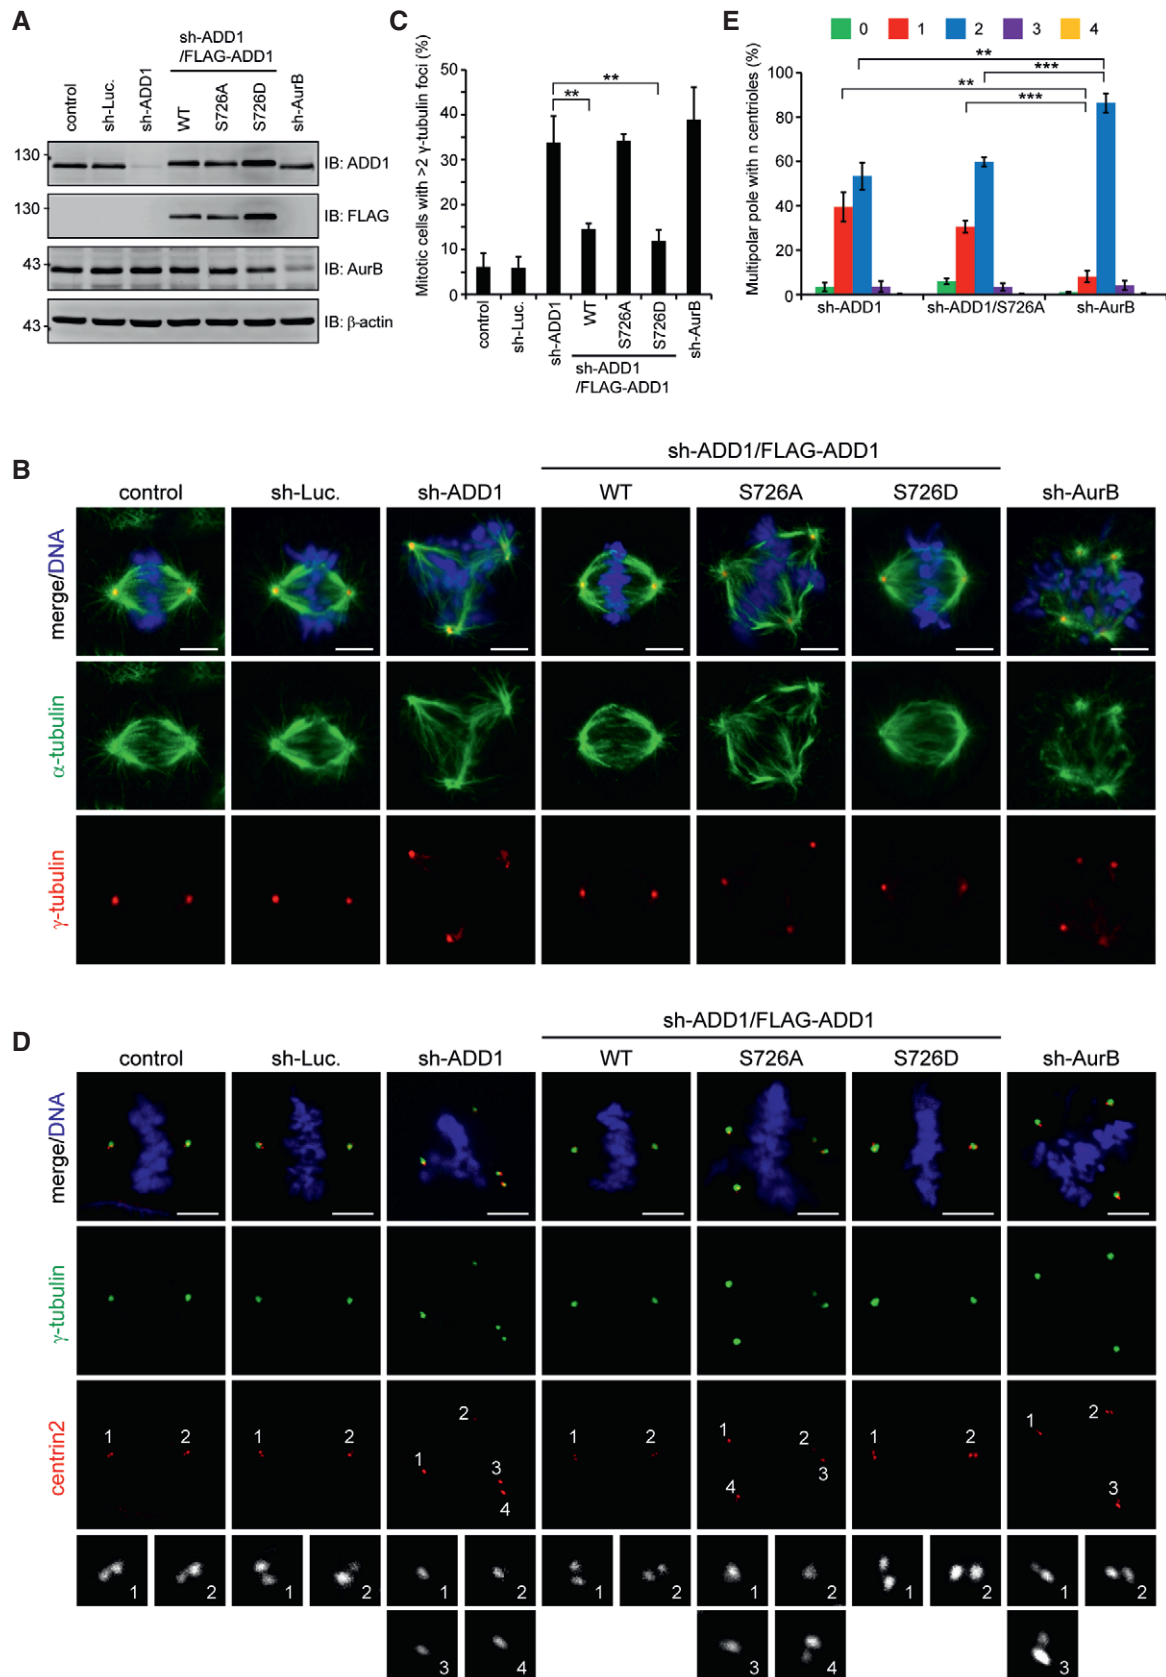 A
sh-ADD1
/FLAG-ADD1
control
sh-Luc.
sh-ADD1
WT
S726A
S726D
sh-AurB
130
IB: ADD1
130
IB: FLAG
43
IB: AurB
43
IB: β-actin
C
Mitotic cells with >2 γ-tubulin foci (%)
50
40
30
20
10
0
**
**
control
sh-Luc.
sh-ADD1
WT
S726A
S726D
sh-AurB
sh-ADD1
/FLAG-ADD1
E
0 1 2 3 4
Multipolar pole with n centrioles (%)
100
80
60
40
20
0
**
***
**
***
sh-ADD1 sh-ADD1/S726A sh-AurB
B
sh-ADD1/FLAG-ADD1
control sh-Luc. sh-ADD1 WT S726A S726D sh-AurB
merge/DNA
α-tubulin
γ-tubulin
D
sh-ADD1/FLAG-ADD1
control sh-Luc. sh-ADD1 WT S726A S726D sh-AurB
merge/DNA
γ-tubulin
centrin2
1 2
1 2
1 2 3 4
1 2
1 2 3 4
1 2
1 2 3
1 2 1 2 1 2 1 2 1 2 1 2 1 2
3 4 3 4 3